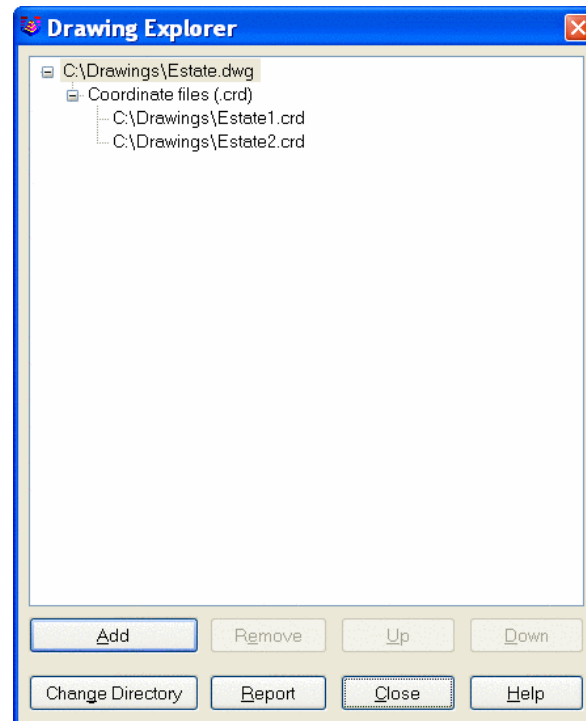 Drawing Explorer
C:\Drawings\Estate.dwg
Coordinate files (.crd)
C:\Drawings\Estate1.crd
C:\Drawings\Estate2.crd
Add Remove Up Down
Change Directory Report Close Help